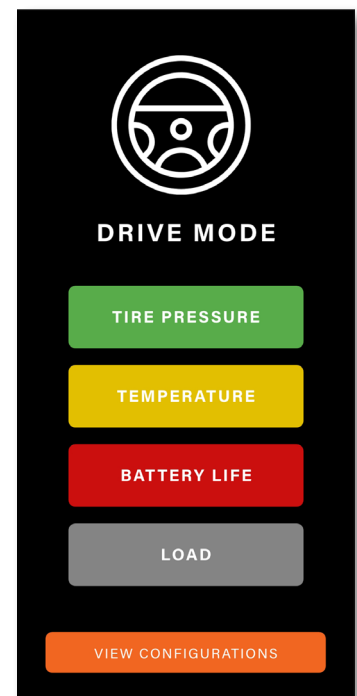 DRIVE MODE
TIRE PRESSURE
TEMPERATURE
BATTERY LIFE
LOAD
VIEW CONFIGURATIONS